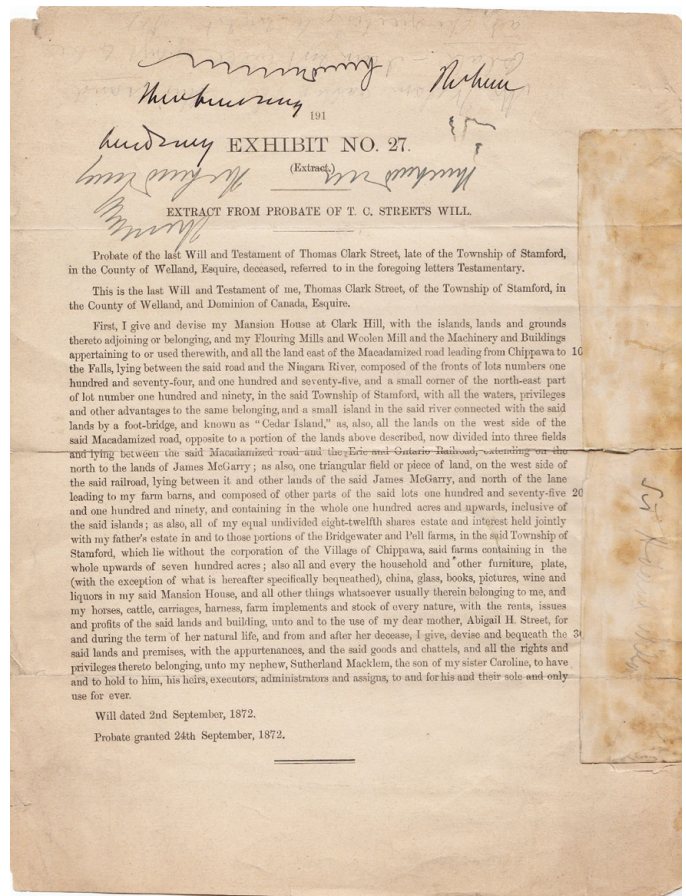 191
EXHIBIT NO. 27.
(Extract.)
EXTRACT FROM PROBATE OF T. C. STREET'S WILL.
Probate of the last Will and Testament of Thomas Clark Street, late of the Township of Stamford,
in the County of Welland, Esquire, deceased, referred to in the foregoing letters Testamentary.
This is the last Will and Testament of me, Thomas Clark Street, of the Township of Stamford, in
the County of Welland, and Dominion of Canada, Esquire.
First, I give and devise my Mansion House at Clark Hill, with the islands, lands and grounds
thereto adjoining or belonging, and my Flouring Mills and Woolen Mill and the Machinery and Buildings
appertaining to or used therewith, and all the land east of the Macadamized road leading from Chippawa to 10
the Falls, lying between the said road and the Niagara River, composed of the fronts of lots numbers one
hundred and seventy-four, and one hundred and seventy-five, and a small corner of the north-east part
of lot number one hundred and ninety, in the said Township of Stamford, with all the waters, privileges
and other advantages to the same belonging, and a small island in the said river connected with the said
lands by a foot-bridge, and known as "Cedar Island," as, also, all the lands on the west side of the
said Macadamized road, opposite to a portion of the lands above described, now divided into three fields
and lying between the said Macadamized road and the Erie and Ontario Railroad, extending on the
north to the lands of James McGarry; as also, one triangular field or piece of land, on the west side of
the said railroad, lying between it and other lands of the said James McGarry, and north of the lane
leading to my farm barns, and composed of other parts of the said lots one hundred and seventy-five 20
and one hundred and ninety, and containing in the whole one hundred acres and upwards, inclusive of
the said islands; as also, all of my equal undivided eight-twelfth shares estate and interest held jointly
with my father's estate in and to those portions of the Bridgewater and Pell farms, in the said Township of
Stamford, which lie without the corporation of the Village of Chippawa, said farms containing in the
whole upwards of seven hundred acres; also all and every the household and other furniture, plate,
(with the exception of what is hereafter specifically bequeathed), china, glass, books, pictures, wine and
liquors in my said Mansion House, and all other things whatsoever usually therein belonging to me, and
my horses, cattle, carriages, harness, farm implements and stock of every nature, with the rents, issues
and profits of the said lands and building, unto and to the use of my dear mother, Abigail H. Street, for
and during the term of her natural life, and from and after her decease, I give, devise and bequeath the 3
said lands and premises, with the appurtenances, and the said goods and chattels, and all the rights and
privileges thereto belonging, unto my nephew, Sutherland Macklem, the son of my sister Caroline, to have
and to hold to him, his heirs, executors, administrators and assigns, to and for his and their sole and only
use for ever.
Will dated 2nd September, 1872.
Probate granted 24th September, 1872.